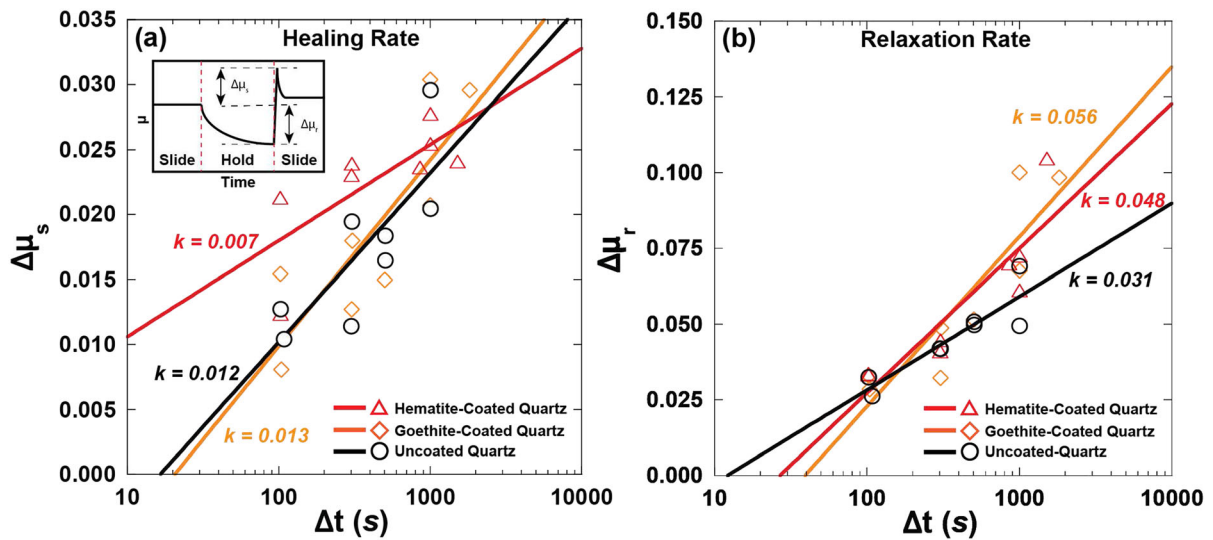 (a)
Healing Rate
0.035
0.030
0.025
0.020
0.015
0.010
0.005
0.000
Δμs
Δμs
Δμr
μ
Slide
Hold
Slide
Time
k = 0.007
k = 0.012
k = 0.013
Hematite-Coated Quartz
Goethite-Coated Quartz
Uncoated Quartz
10
100
1000
10000
Δt (s)
(b)
Relaxation Rate
0.150
0.125
0.100
0.075
0.050
0.025
0.000
Δμr
k = 0.056
k = 0.048
k = 0.031
Hematite-Coated Quartz
Goethite-Coated Quartz
Uncoated-Quartz
10
100
1000
10000
Δt (s)